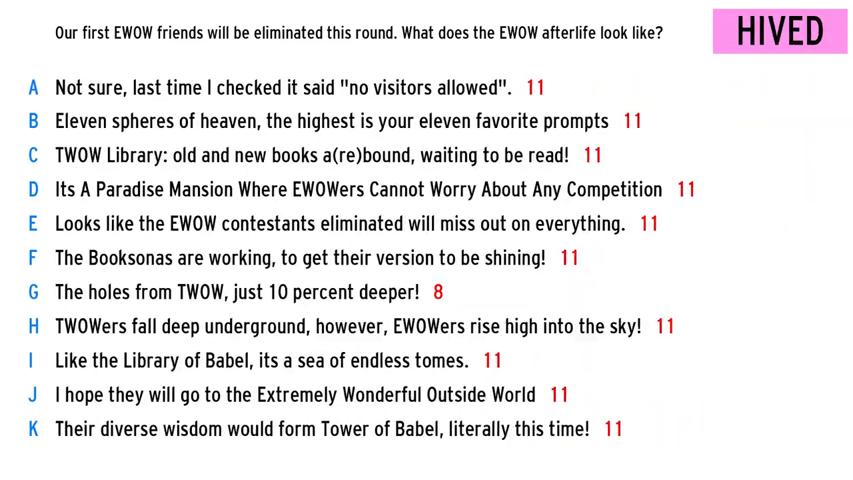 Our first EWOW friends will be eliminated this round. What does the EWOW afterlife look like?
HIVED
A Not sure, last time I checked it said "no visitors allowed". 11
B Eleven spheres of heaven, the highest is your eleven favorite prompts 11
C TWOW Library: old and new books a(re)bound, waiting to be read! 11
D Its A Paradise Mansion Where EWOWers Cannot Worry About Any Competition 11
E Looks like the EWOW contestants eliminated will miss out on everything. 11
F The Booksonas are working, to get their version to be shining! 11
G The holes from TWOW, just 10 percent deeper! 8
H TWOWers fall deep underground, however, EWOWers rise high into the sky! 11
I Like the Library of Babel, its a sea of endless tomes. 11
J I hope they will go to the Extremely Wonderful Outside World 11
K Their diverse wisdom would form Tower of Babel, literally this time! 11